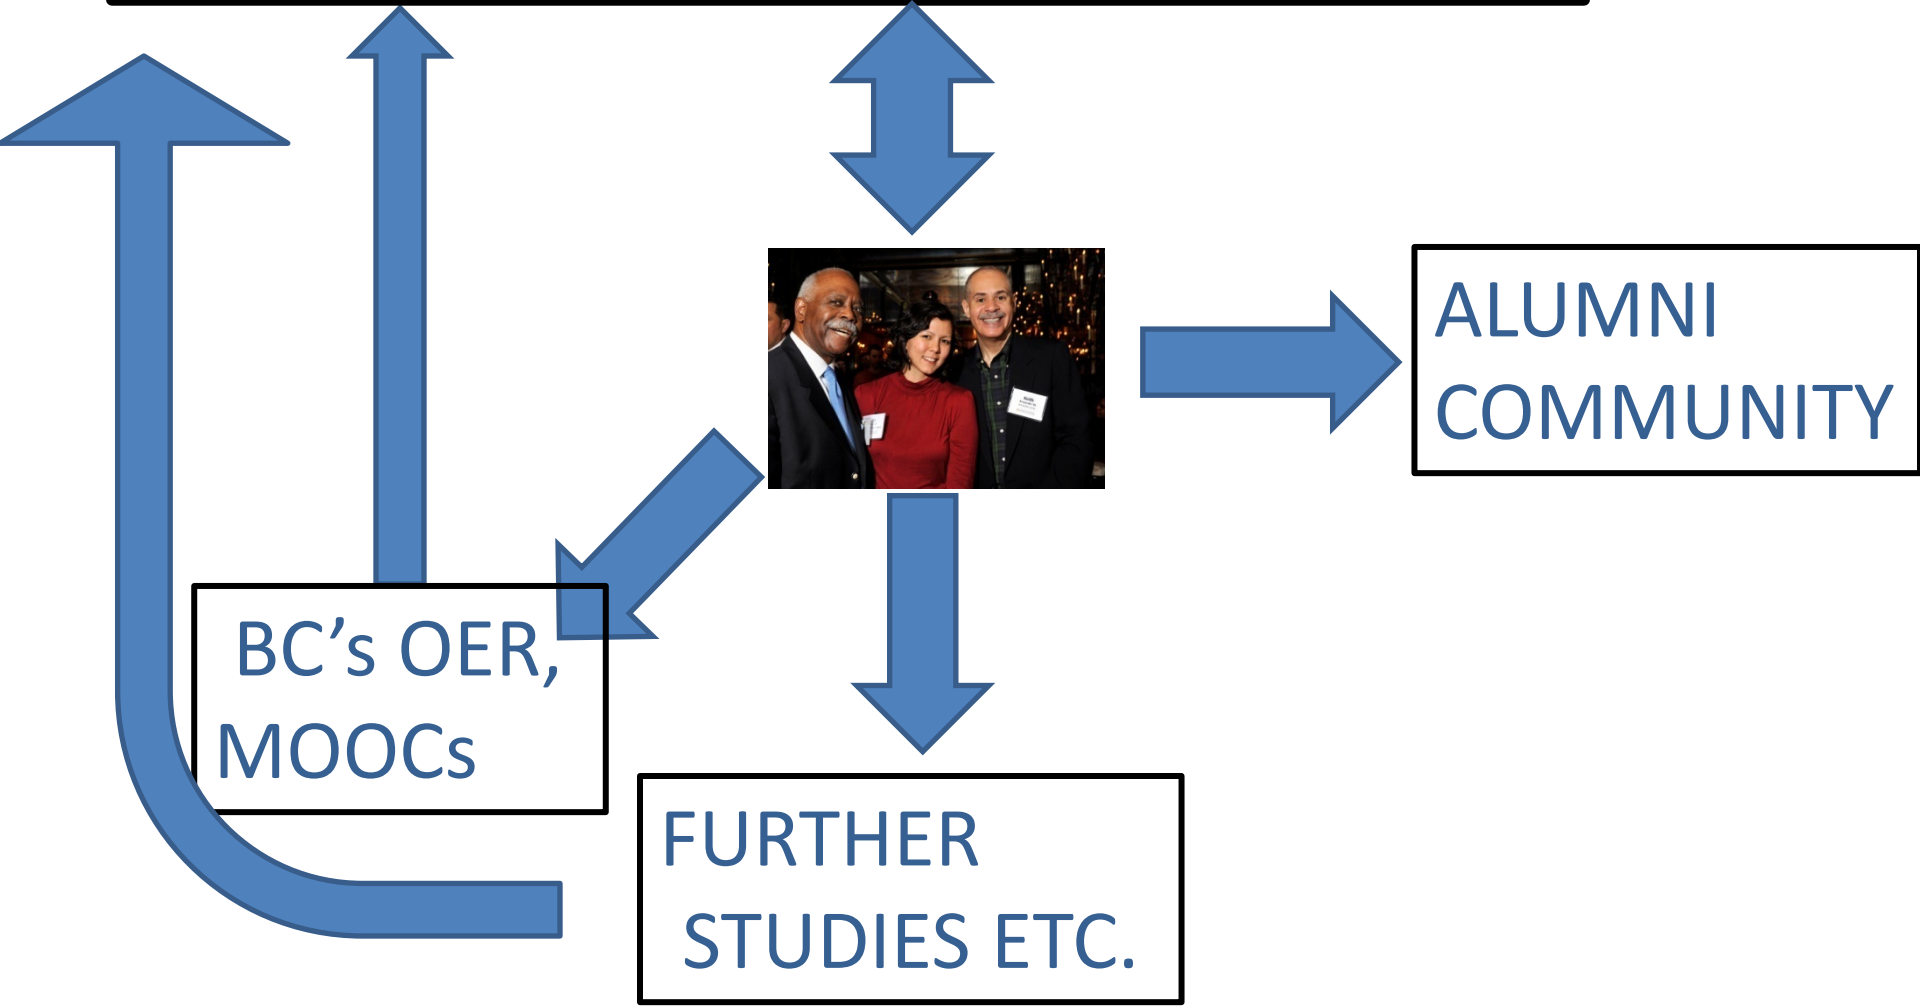 ALUMNI
COMMUNITY
BC’s OER,
MOOCs
FURTHER
STUDIES ETC.